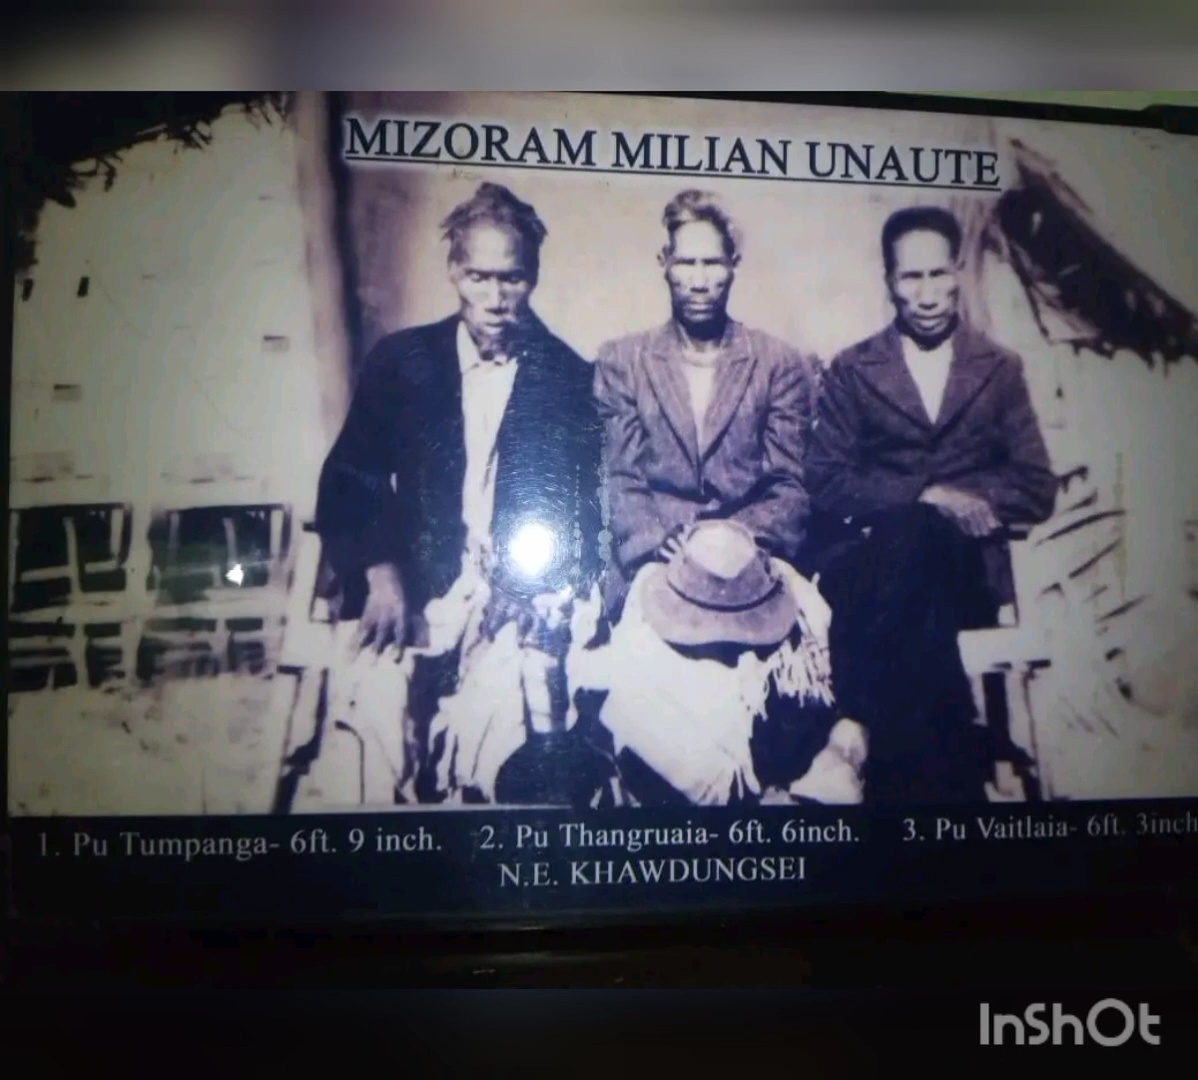 MIZORAM MILIAN UNAUTE
1. Pu Tumpanga- 6ft. 9 inch. 2. Pu Thangruaia- 6ft. 6inch. 3. Pu Vaitlaia- 6ft. 3inch
N.E. KHAWDUNGSEI
InShOt